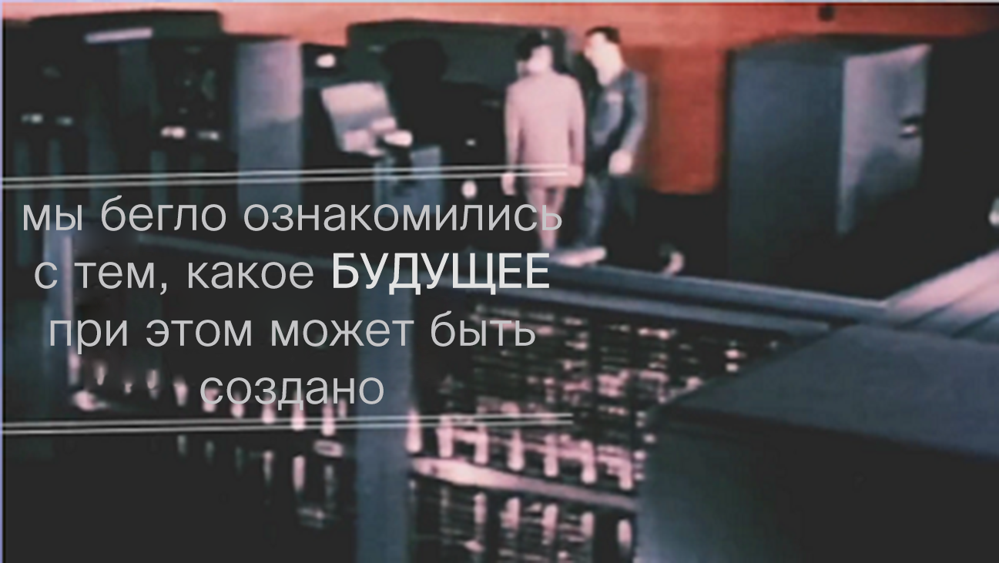 мы бегло ознакомились
с тем, какое БУДУЩЕЕ
при этом может быть
создано